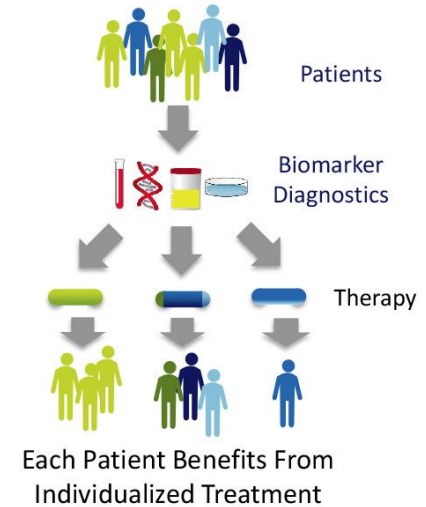 Patients
Biomarker
Diagnostics
Therapy
Each Patient Benefits From
Individualized Treatment